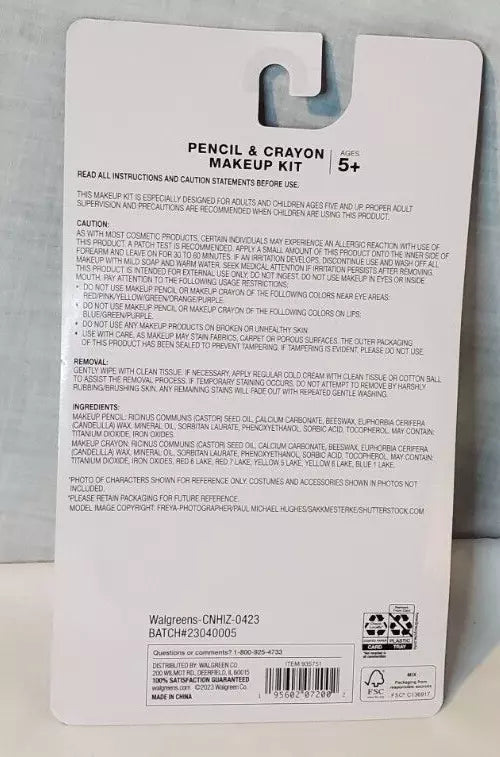 PENCIL & CRAYON
MAKEUP KIT
AGES
5+
READ ALL INSTRUCTIONS AND CAUTION STATEMENTS BEFORE USE.
THIS MAKEUP KIT IS ESPECIALLY DESIGNED FOR ADULTS AND CHILDREN AGES FIVE AND UP. PROPER ADULT
SUPERVISION AND PRECAUTIONS ARE RECOMMENDED WHEN CHILDREN ARE USING THIS PRODUCT.
CAUTION:
AS WITH MOST COSMETIC PRODUCTS, CERTAIN INDIVIDUALS MAY EXPERIENCE AN ALLERGIC REACTION WITH USE OF
THIS PRODUCT. A PATCH TEST IS RECOMMENDED. APPLY A SMALL AMOUNT OF THIS PRODUCT ONTO THE INNER SIDE OF
FOREARM AND LEAVE ON FOR 30 TO 60 MINUTES. IF AN IRRITATION DEVELOPS, DISCONTINUE USE AND WASH OFF ALL
MAKEUP WITH MILD SOAP AND WARM WATER. SEEK MEDICAL ATTENTION IF IRRITATION PERSISTS AFTER REMOVING.
THIS PRODUCT IS INTENDED FOR EXTERNAL USE ONLY. DO NOT INGEST. DO NOT USE MAKEUP IN EYES OR INSIDE
MOUTH. PAY ATTENTION TO THE FOLLOWING USAGE RESTRICTIONS:
• DO NOT USE MAKEUP PENCIL OR MAKEUP CRAYON OF THE FOLLOWING COLORS NEAR EYE AREAS:
RED/PINK/YELLOW/GREEN/ORANGE/PURPLE.
• DO NOT USE MAKEUP PENCIL OR MAKEUP CRAYON OF THE FOLLOWING COLORS ON LIPS:
BLUE/GREEN/PURPLE.
• DO NOT USE ANY MAKEUP PRODUCTS ON BROKEN OR UNHEALTHY SKIN.
• USE WITH CARE, AS MAKEUP MAY STAIN FABRICS, CARPET OR POROUS SURFACES. THE OUTER PACKAGING
OF THIS PRODUCT HAS BEEN SEALED TO PREVENT TAMPERING. IF TAMPERING IS EVIDENT, PLEASE DO NOT USE.
REMOVAL:
GENTLY WIPE WITH CLEAN TISSUE. IF NECESSARY, APPLY REGULAR COLD CREAM WITH CLEAN TISSUE OR COTTON BALL
TO ASSIST THE REMOVAL PROCESS. IF TEMPORARY STAINING OCCURS, DO NOT ATTEMPT TO REMOVE BY HARSHLY
RUBBING/BRUSHING SKIN. ANY REMAINING STAINS WILL FADE OUT WITH REPEATED GENTLE WASHING.
INGREDIENTS:
MAKEUP PENCIL: RICINUS COMMUNIS (CASTOR) SEED OIL, CALCIUM CARBONATE, BEESWAX, EUPHORBIA CERIFERA
(CANDELILLA) WAX, MINERAL OIL, SORBITAN LAURATE, PHENOXYETHANOL, SORBIC ACID, TOCOPHEROL. MAY CONTAIN:
TITANIUM DIOXIDE, IRON OXIDES.
MAKEUP CRAYON: RICINUS COMMUNIS (CASTOR) SEED OIL, CALCIUM CARBONATE, BEESWAX, EUPHORBIA CERIFERA
(CANDELILLA) WAX, MINERAL OIL, SORBITAN LAURATE, PHENOXYETHANOL, SORBIC ACID, TOCOPHEROL. MAY CONTAIN:
TITANIUM DIOXIDE, IRON OXIDES, RED 6 LAKE, RED 7 LAKE, YELLOW 5 LAKE, YELLOW 6 LAKE, BLUE 1 LAKE.
*PHOTO OF CHARACTERS SHOWN FOR REFERENCE ONLY. COSTUMES AND ACCESSORIES SHOWN IN PHOTOS NOT
INCLUDED.
*PLEASE RETAIN PACKAGING FOR FUTURE REFERENCE.
MODEL IMAGE COPYRIGHT: FREYA-PHOTOGRAPHER/PAUL MICHAEL HUGHES/SAKKMESTERKE/SHUTTERSTOCK.COM
Walgreens-CNHIZ-0423
BATCH#23040005
CARD
PLASTIC
TRAY
Questions or comments? 1-800-925-4733
DISTRIBUTED BY: WALGREEN CO.
200 WILMOT RD., DEERFIELD, IL 60015
100% SATISFACTION GUARANTEED
walgreens.com ©2023 Walgreen Co.
MADE IN CHINA
ITEM 935751
95602 07200
FSC
MIX
Packaging from
responsible sources